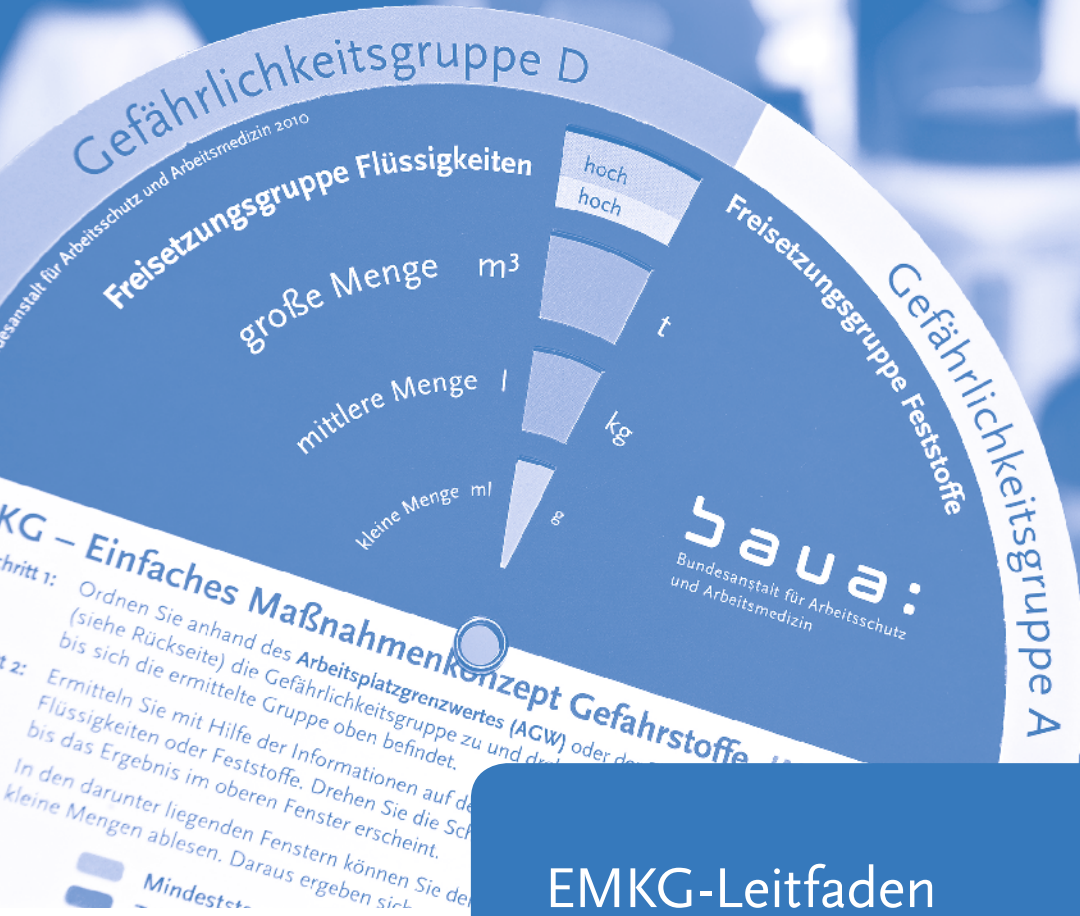 Gefährlichkeitsgruppe D
für Arbeitsschutz und Arbeitsmedizin 2010
Freisetzungsgruppe Flüssigkeiten
hoch
hoch
große Menge m³
t
mittlere Menge l
kg
kleine Menge ml
g
Freisetzungsgruppe Feststoffe
Gefährlichkeitsgruppe A
baua:
Bundesanstalt für Arbeitsschutz
und Arbeitsmedizin
KG – Einfaches Maßnahmenkonzept Gefahrstoffe
1: Ordnen Sie anhand des Arbeitsplatzgrenzwertes (AGW) oder der
(siehe Rückseite) die Gefährlichkeitsgruppe zu und
bis sich die ermittelte Gruppe oben befindet.
2: Ermitteln Sie mit Hilfe der Informationen auf
Flüssigkeiten oder Feststoffe. Drehen Sie die
bis das Ergebnis im oberen Fenster erscheint.
In den darunter liegenden Fenstern können Sie
kleine Mengen ablesen. Daraus ergeben sich
EMKG-Leitfaden